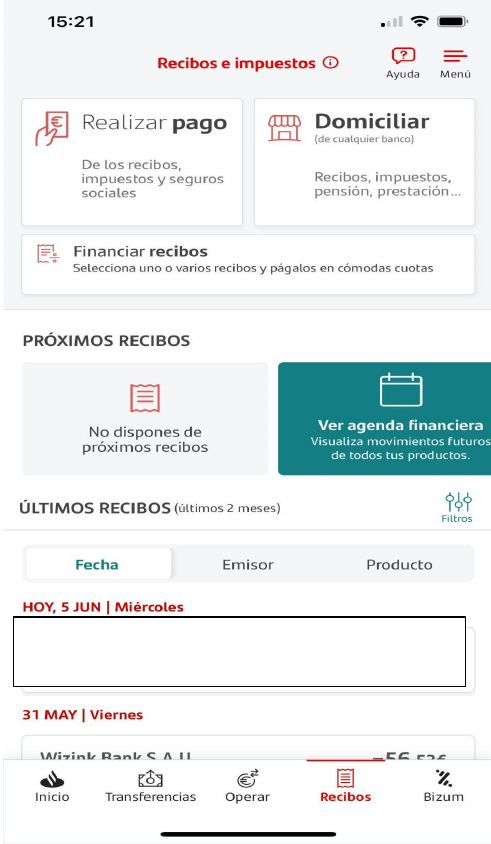 15:21
Recibos e impuestos
Ayuda
Menú
Realizar pago
De los recibos,
impuestos y seguros
sociales
Domiciliar
(de cualquier banco)
Recibos, impuestos,
pensión, prestación...
Financiar recibos
Selecciona uno o varios recibos y págalos en cómodas cuotas
PRÓXIMOS RECIBOS
No dispones de
próximos recibos
Ver agenda financiera
Visualiza movimientos futuros
de todos tus productos.
ÚLTIMOS RECIBOS (últimos 2 meses)
Filtros
Fecha
Emisor
Producto
HOY, 5 JUN | Miércoles
31 MAY | Viernes
Wizink Bank S.A.U
-56,52€
Inicio
Transferencias
Operar
Recibos
Bizum